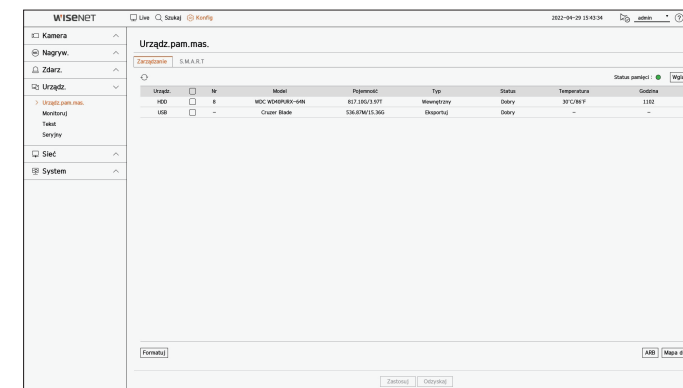 WISENET
Live Szukaj Konfig 2022-04-29 15:43:34 admin
Kamera
Nagryw.
Zdarz.
Urządz.
Urządz.pam.mas.
Monitoruj
Tekst
Seryjny
Sieć
System
Urządz.pam.mas.
Zarządzanie S.M.A.R.T
Status pamięci :
Urządz. Nr Model Pojemność Typ Status Temperatura Godzina
HDD 8 WDC WD40PURX-64N 817.10G/3.97T Wewnętrzny Dobry 30°C/86°F 1102
USB - Cruzer Blade 536.87M/15.36G Eksportuj Dobry - -
Formatuj ARB Mapa d
Zastosuj Odzyskaj